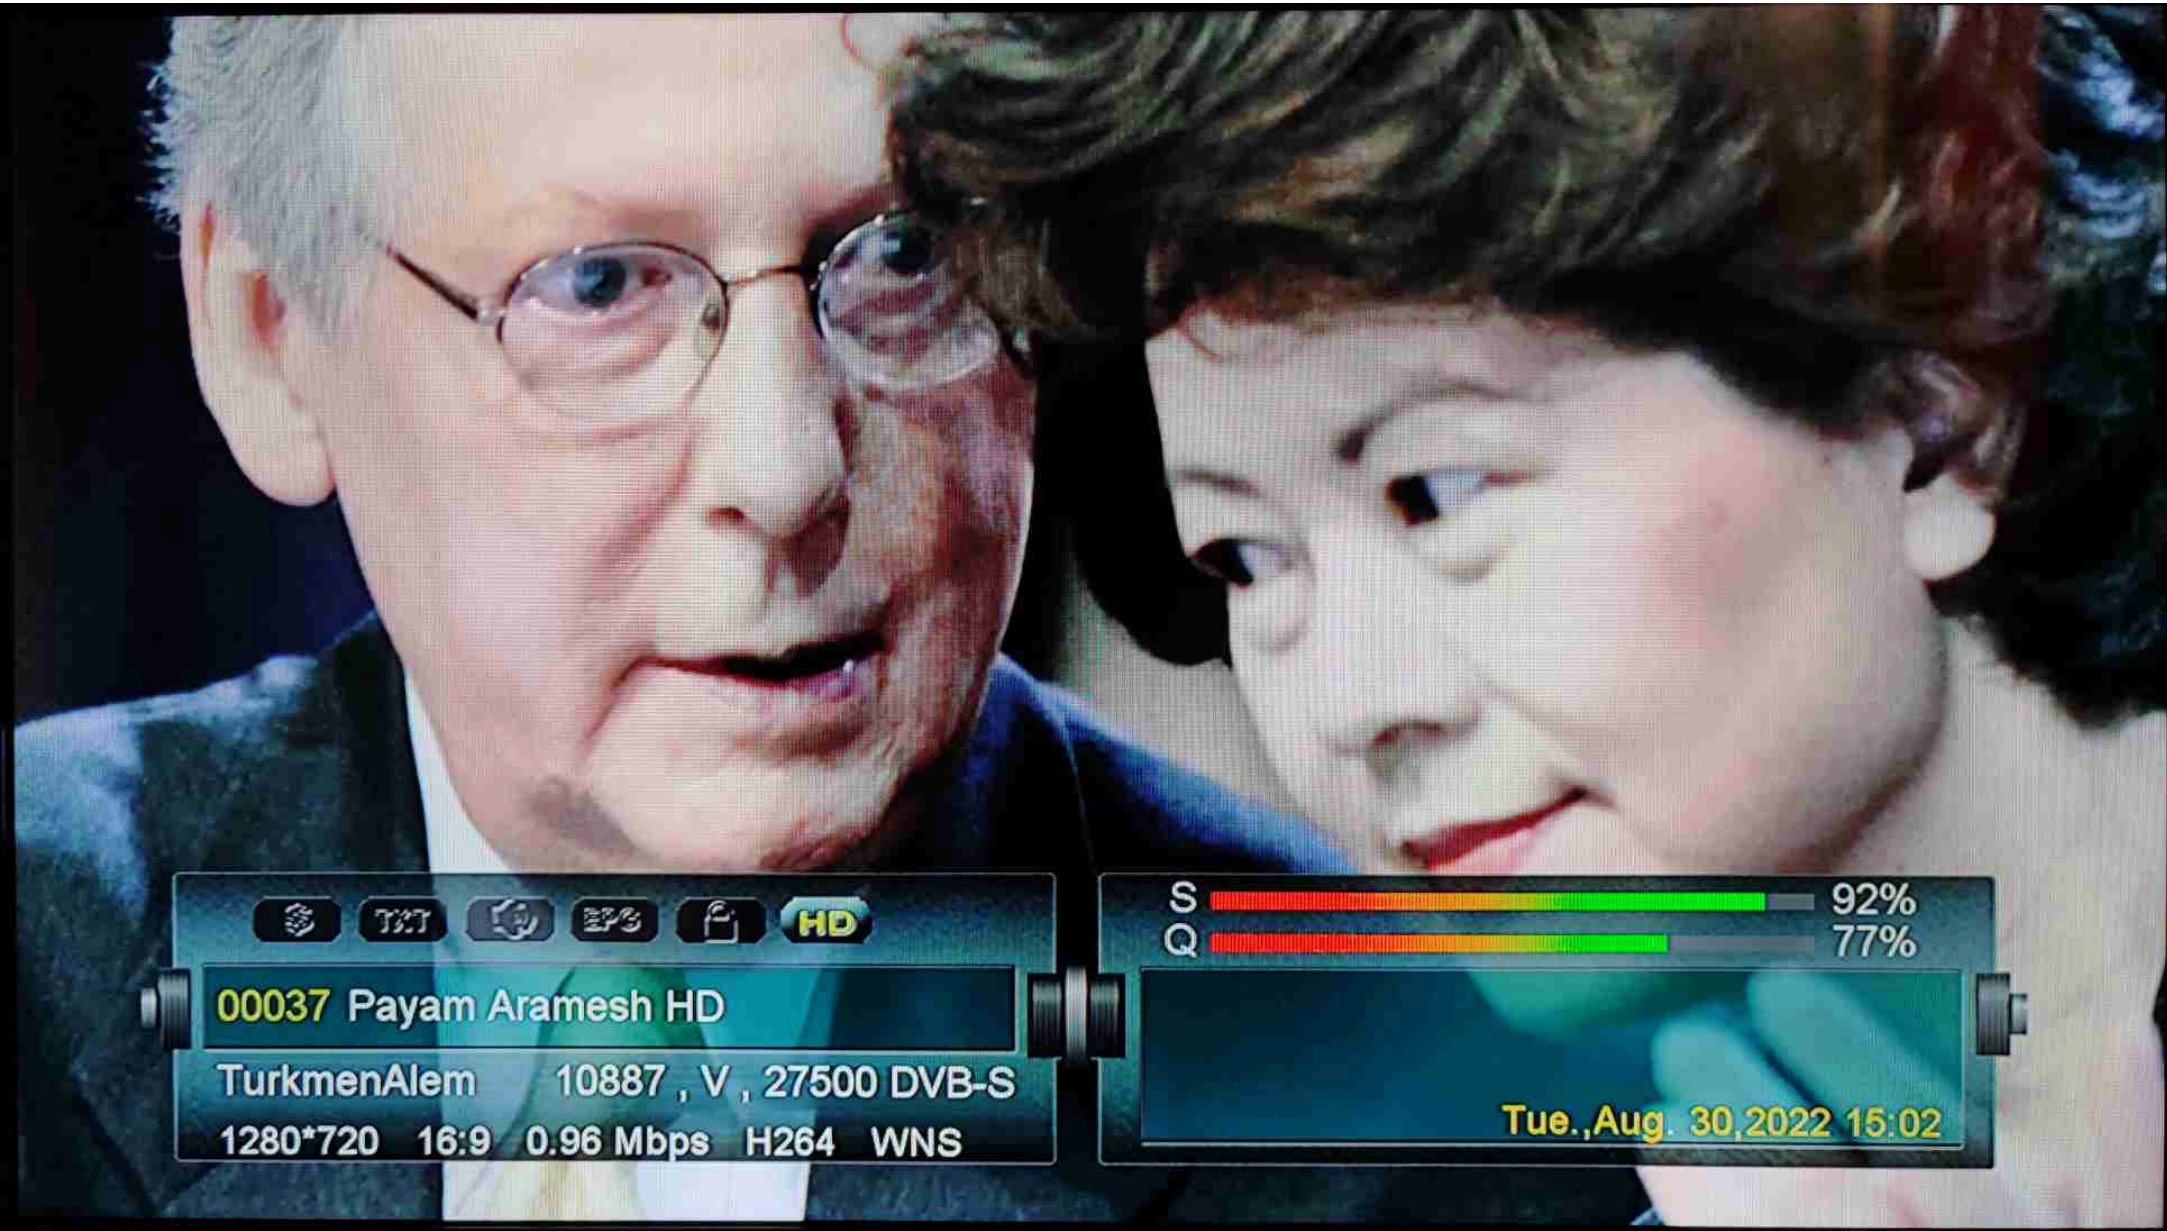 TXT EPG HD
S 92%
Q 77%
00037 Payam Aramesh HD
TurkmenAlem 10887 , V , 27500 DVB-S
1280*720 16:9 0.96 Mbps H264 WNS
Tue.,Aug. 30,2022 15:02